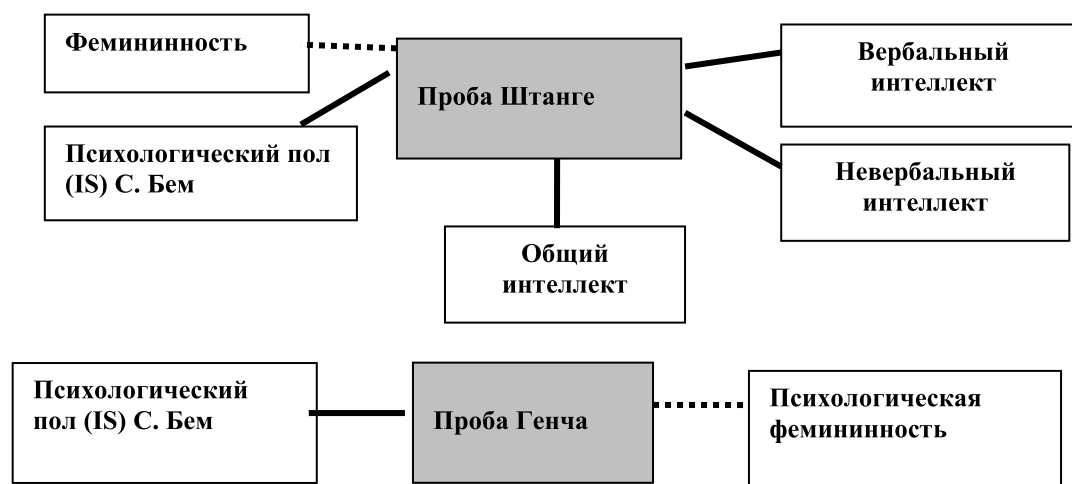 Фемининность
Проба Штанге
Вербальный
интеллект
Психологический пол
(IS) С. Бем
Невербальный
интеллект
Общий
интеллект
Психологический
пол (IS) С. Бем
Проба Генча
Психологическая
фемининность